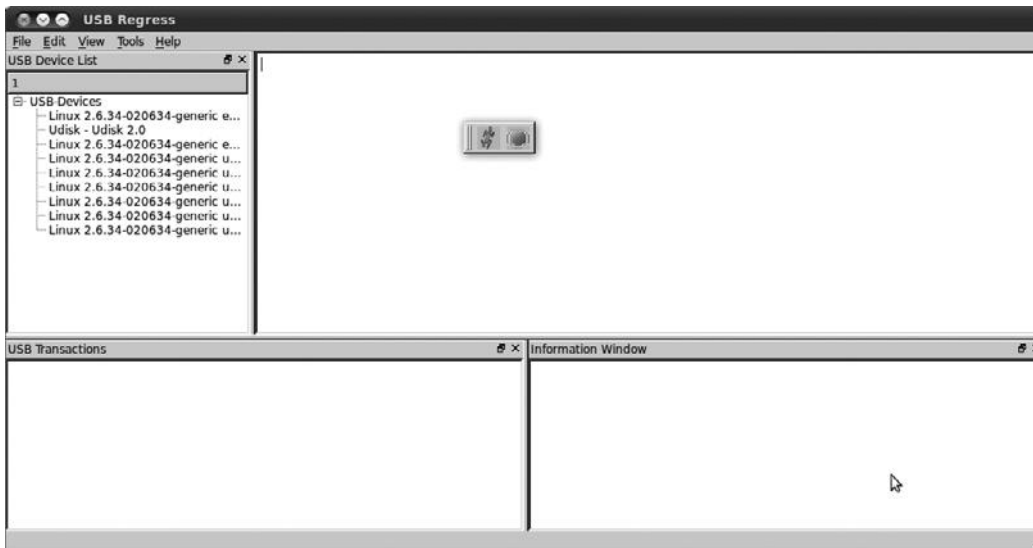 USB Regress
File Edit View Tools Help
USB Device List
1
USB Devices
Linux 2.6.34-020634-generic e...
Udisk - Udisk 2.0
Linux 2.6.34-020634-generic e...
Linux 2.6.34-020634-generic u...
Linux 2.6.34-020634-generic u...
Linux 2.6.34-020634-generic u...
Linux 2.6.34-020634-generic u...
Linux 2.6.34-020634-generic u...
Linux 2.6.34-020634-generic u...
USB Transactions
Information Window